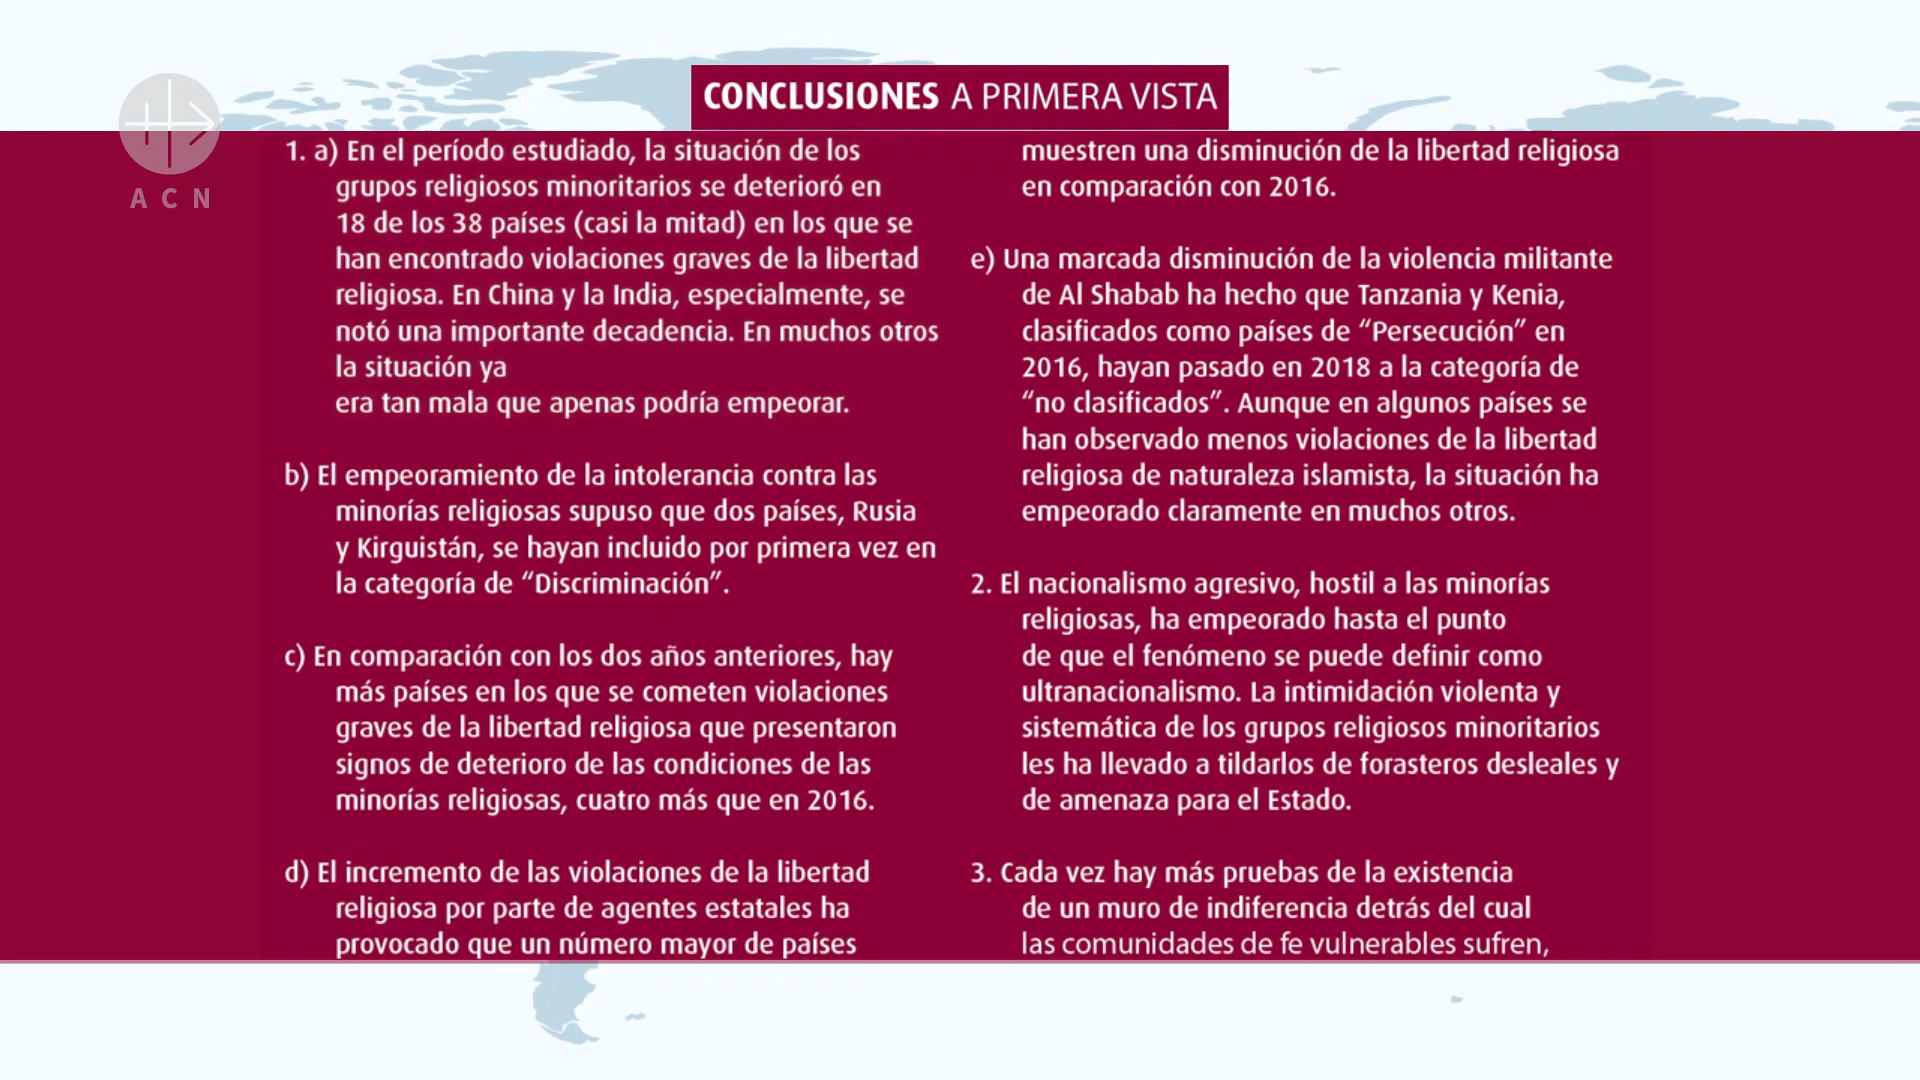 CONCLUSIONES A PRIMERA VISTA
ACN
1. a) En el período estudiado, la situación de los
grupos religiosos minoritarios se deterioró en
18 de los 38 países (casi la mitad) en los que se
han encontrado violaciones graves de la libertad
religiosa. En China y la India, especialmente, se
notó una importante decadencia. En muchos otros
la situación ya
era tan mala que apenas podría empeorar.
b) El empeoramiento de la intolerancia contra las
minorías religiosas supuso que dos países, Rusia
y Kirguistán, se hayan incluido por primera vez en
la categoría de “Discriminación”.
c) En comparación con los dos años anteriores, hay
más países en los que se cometen violaciones
graves de la libertad religiosa que presentaron
signos de deterioro de las condiciones de las
minorías religiosas, cuatro más que en 2016.
d) El incremento de las violaciones de la libertad
religiosa por parte de agentes estatales ha
provocado que un número mayor de países
muestren una disminución de la libertad religiosa
en comparación con 2016.
e) Una marcada disminución de la violencia militante
de Al Shabab ha hecho que Tanzania y Kenia,
clasificados como países de “Persecución” en
2016, hayan pasado en 2018 a la categoría de
“no clasificados”. Aunque en algunos países se
han observado menos violaciones de la libertad
religiosa de naturaleza islamista, la situación ha
empeorado claramente en muchos otros.
2. El nacionalismo agresivo, hostil a las minorías
religiosas, ha empeorado hasta el punto
de que el fenómeno se puede definir como
ultranacionalismo. La intimidación violenta y
sistemática de los grupos religiosos minoritarios
les ha llevado a tildarlos de forasteros desleales y
de amenaza para el Estado.
3. Cada vez hay más pruebas de la existencia
de un muro de indiferencia detrás del cual
las comunidades de fe vulnerables sufren,